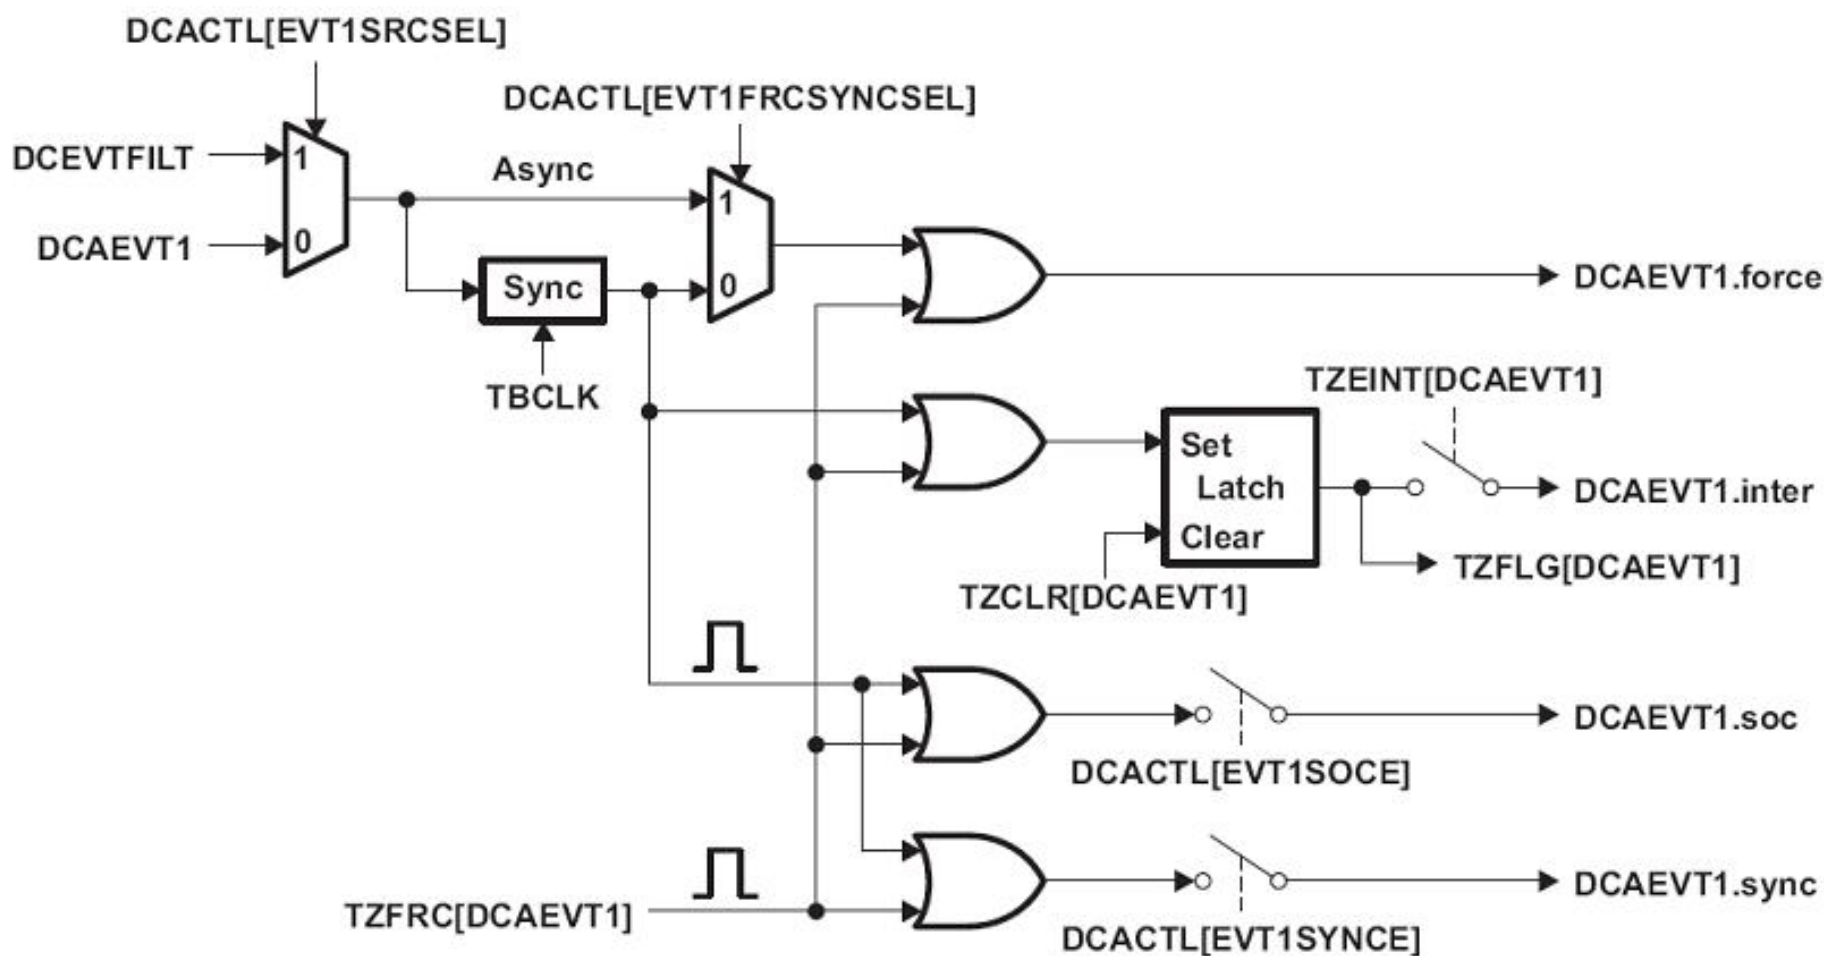 DCACTL[EVT1SRCSEL]
DCACTL[EVT1FRCSYNCSEL]
DCEVTFILT
1
Async
1
DCAEVT1
0
Sync
0
DCAEVT1.force
TBCLK
TZEINT[DCAEVT1]
Set
Latch
DCAEVT1.inter
Clear
TZFLG[DCAEVT1]
TZCLR[DCAEVT1]
DCAEVT1.soc
DCACTL[EVT1SOCE]
DCAEVT1.sync
TZFRC[DCAEVT1]
DCACTL[EVT1SYNCE]